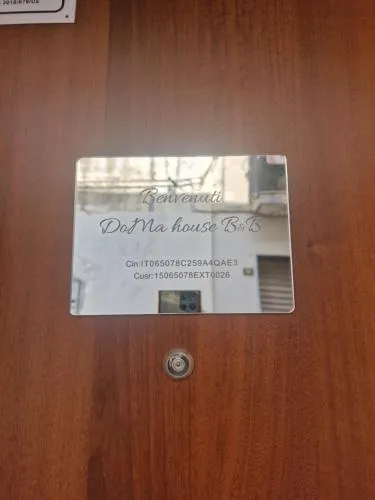 Benvenuti
DoMa house B&B
Cin:IT065078C259A4QAE3
Cusr:15065078EXT0026